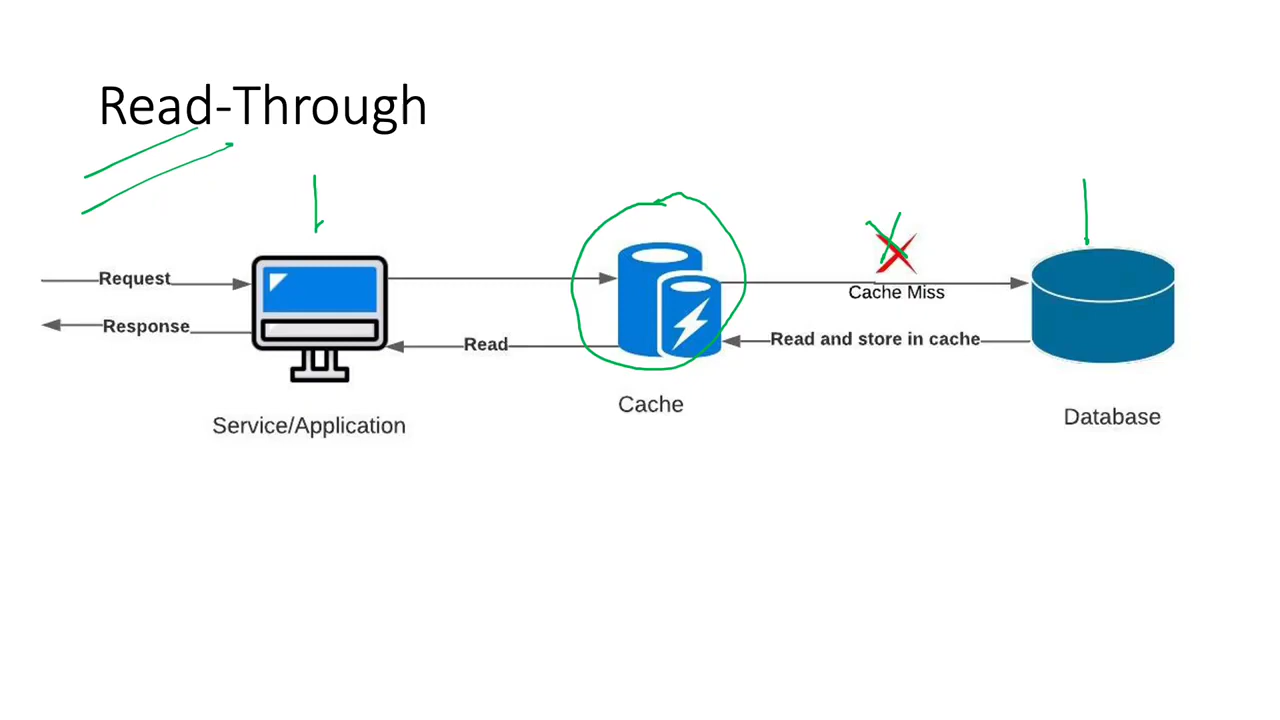 Read-Through
Request
Response
Read
Cache Miss
Read and store in cache
Service/Application
Cache
Database